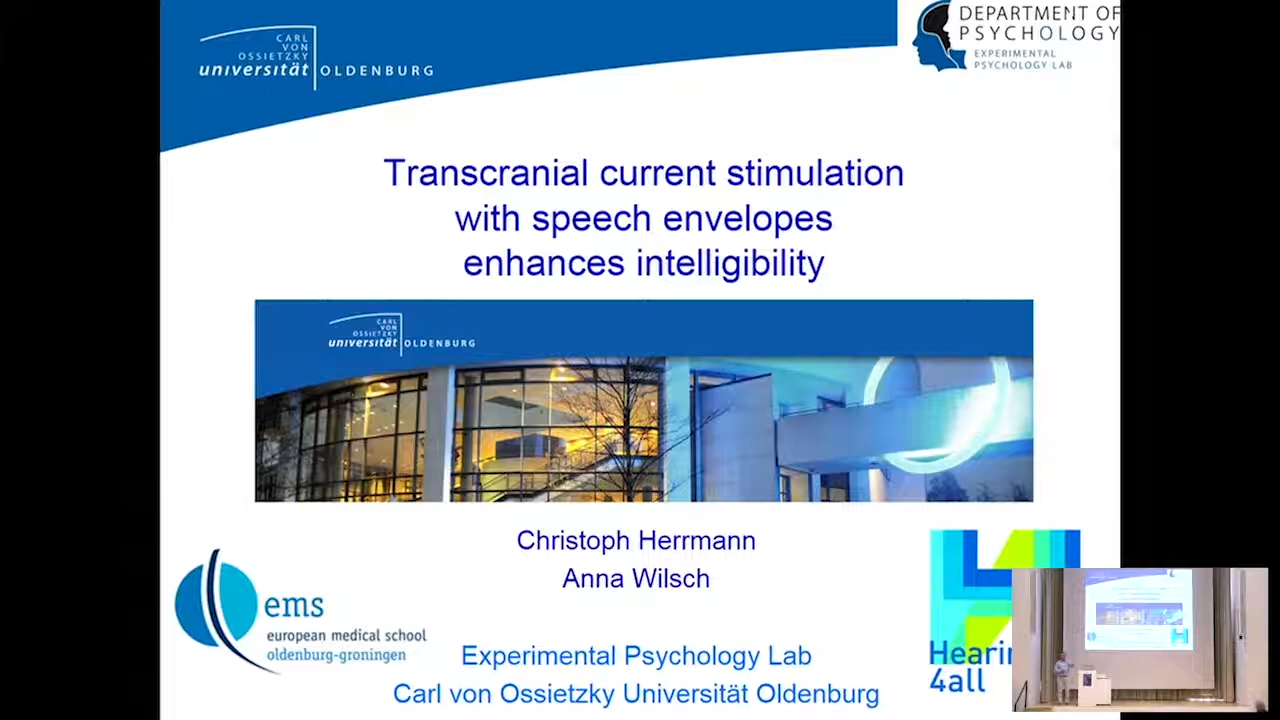 CARL
VON
OSSIETZKY
universität OLDENBURG
DEPARTMENT OF
PSYCHOLOGY
EXPERIMENTAL
PSYCHOLOGY LAB
Transcranial current stimulation
with speech envelopes
enhances intelligibility
CARL
VON
OSSIETZKY
universität OLDENBURG
Christoph Herrmann
Anna Wilsch
ems
european medical school
oldenburg-groningen
Experimental Psychology Lab
Carl von Ossietzky Universität Oldenburg
4all